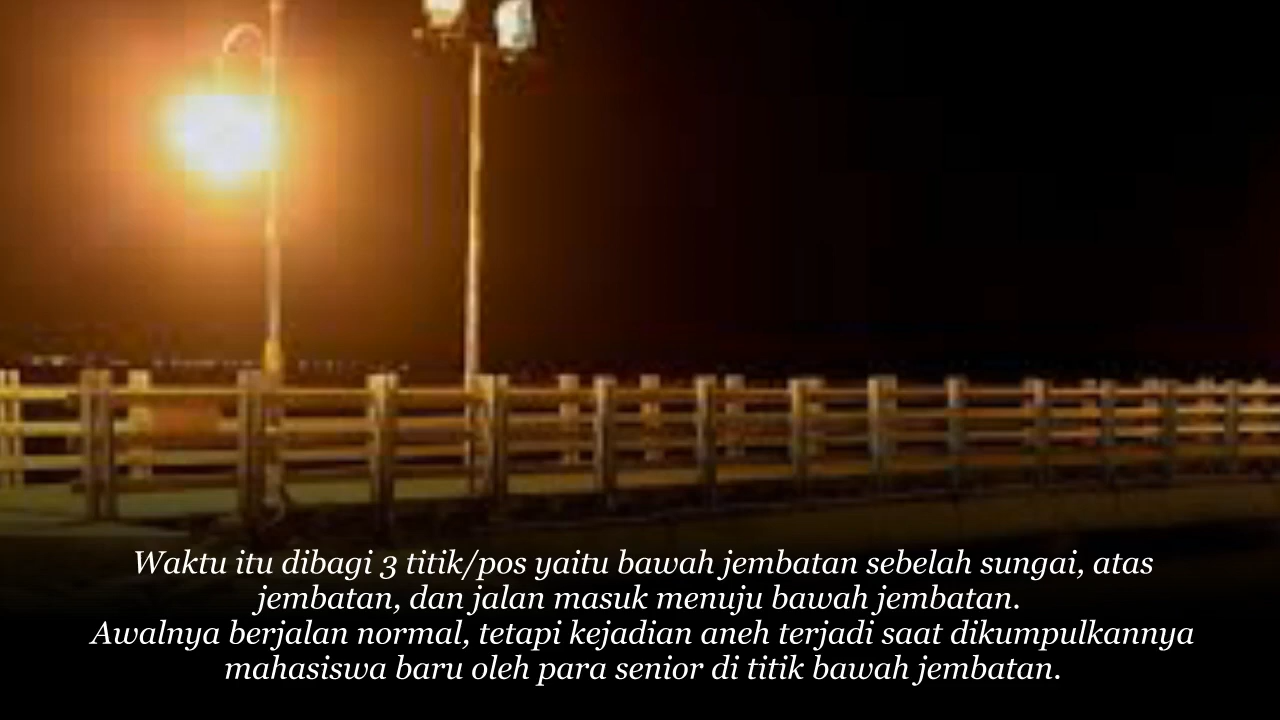 Waktu itu dibagi 3 titik/pos yaitu bawah jembatan sebelah sungai, atas
jembatan, dan jalan masuk menuju bawah jembatan.
Awalnya berjalan normal, tetapi kejadian aneh terjadi saat dikumpulkannya
mahasiswa baru oleh para senior di titik bawah jembatan.